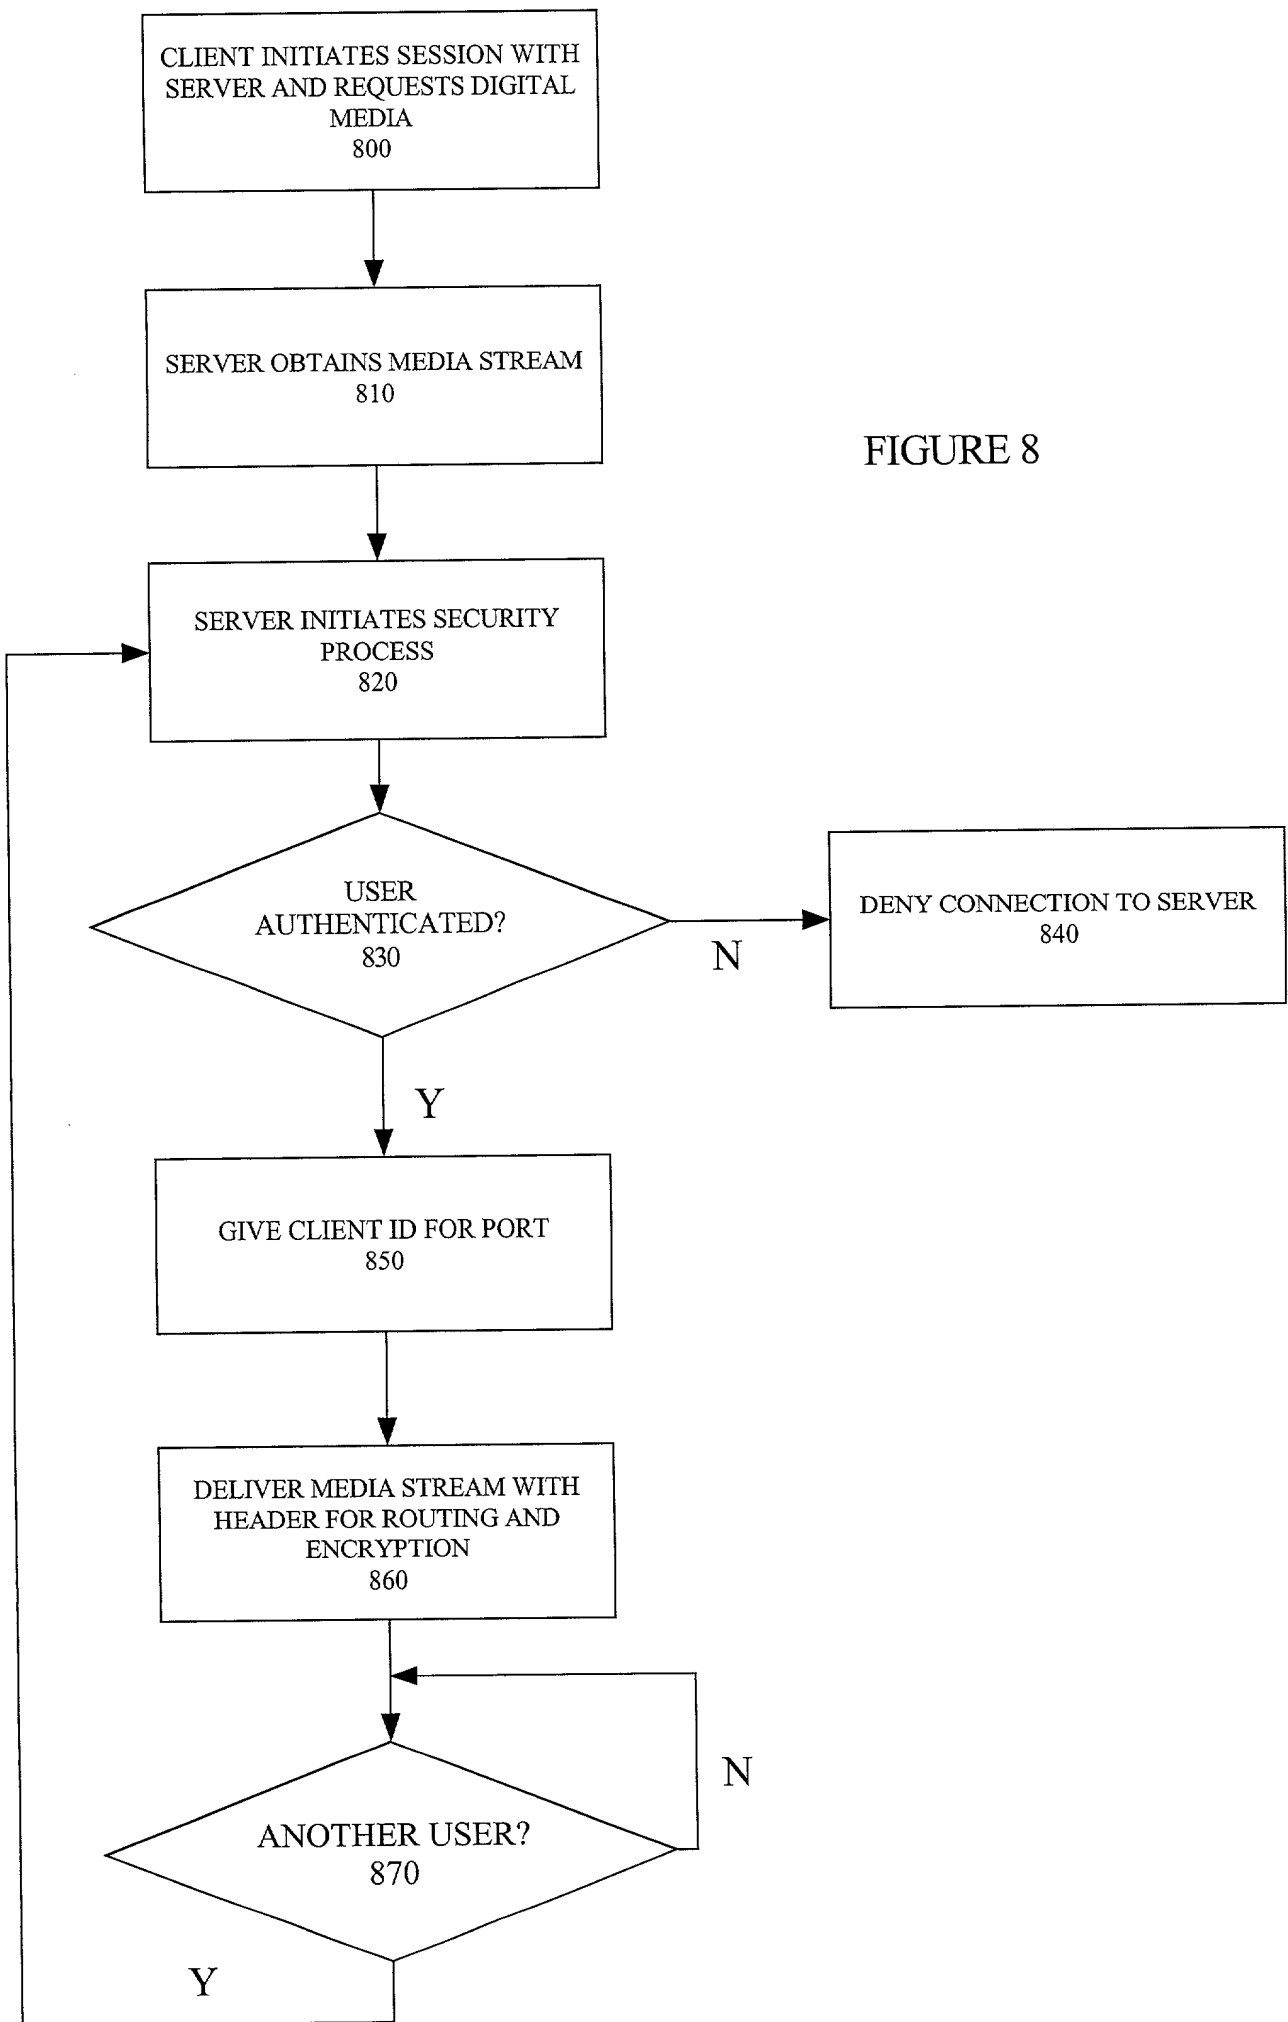 CLIENT INITIATES SESSION WITH
SERVER AND REQUESTS DIGITAL
MEDIA
800
SERVER OBTAINS MEDIA STREAM
810
FIGURE 8
SERVER INITIATES SECURITY
PROCESS
820
USER
AUTHENTICATED?
830
N
DENY CONNECTION TO SERVER
840
Y
GIVE CLIENT ID FOR PORT
850
DELIVER MEDIA STREAM WITH
HEADER FOR ROUTING AND
ENCRYPTION
860
N
ANOTHER USER?
870
Y